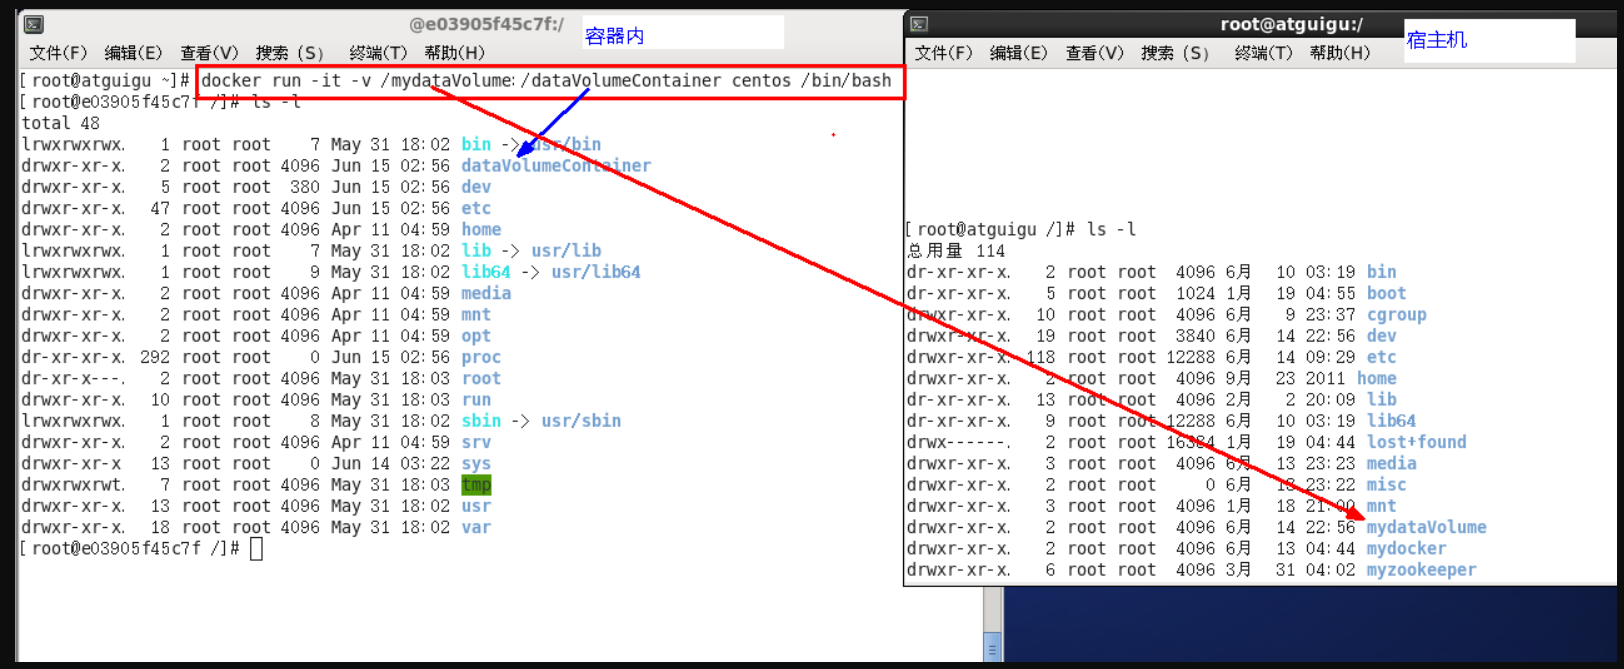 @e03905f45c7f:/
容器内
文件(F) 编辑(E) 查看(V) 搜索 (S) 终端(T) 帮助(H)
[root@atguigu ~]# docker run -it -v /mydataVolume:/dataVolumeContainer centos /bin/bash
[root@e03905f45c7f /]# ls -l
total 48
lrwxrwxrwx. 1 root root 7 May 31 18:02 bin -> usr/bin
drwxr-xr-x. 2 root root 4096 Jun 15 02:56 dataVolumeContainer
drwxr-xr-x. 5 root root 380 Jun 15 02:56 dev
drwxr-xr-x. 47 root root 4096 Jun 15 02:56 etc
drwxr-xr-x. 2 root root 4096 Apr 11 04:59 home
lrwxrwxrwx. 1 root root 7 May 31 18:02 lib -> usr/lib
lrwxrwxrwx. 1 root root 9 May 31 18:02 lib64 -> usr/lib64
drwxr-xr-x. 2 root root 4096 Apr 11 04:59 media
drwxr-xr-x. 2 root root 4096 Apr 11 04:59 mnt
drwxr-xr-x. 2 root root 4096 Apr 11 04:59 opt
dr-xr-xr-x. 292 root root 0 Jun 15 02:56 proc
dr-xr-x---. 2 root root 4096 May 31 18:03 root
drwxr-xr-x. 10 root root 4096 May 31 18:03 run
lrwxrwxrwx. 1 root root 8 May 31 18:02 sbin -> usr/sbin
drwxr-xr-x. 2 root root 4096 Apr 11 04:59 srv
drwxr-xr-x 13 root root 0 Jun 14 03:22 sys
drwxrwxrwt. 7 root root 4096 May 31 18:03 tmp
drwxr-xr-x. 13 root root 4096 May 31 18:02 usr
drwxr-xr-x. 18 root root 4096 May 31 18:02 var
[root@e03905f45c7f /]#
root@atguigu:/
宿主机
文件(F) 编辑(E) 查看(V) 搜索 (S) 终端(T) 帮助(H)
[root@atguigu /]# ls -l
总用量 114
dr-xr-xr-x. 2 root root 4096 6月 10 03:19 bin
dr-xr-xr-x. 5 root root 1024 1月 19 04:55 boot
drwxr-xr-x. 10 root root 4096 6月 9 23:37 cgroup
drwxr-xr-x. 19 root root 3840 6月 14 22:56 dev
drwxr-xr-x. 118 root root 12288 6月 14 09:29 etc
drwxr-xr-x. 2 root root 4096 9月 23 2011 home
dr-xr-xr-x. 13 root root 4096 2月 2 20:09 lib
dr-xr-xr-x. 9 root root 12288 6月 10 03:19 lib64
drwx------. 2 root root 16384 1月 19 04:44 lost+found
drwxr-xr-x. 3 root root 4096 6月 13 23:23 media
drwxr-xr-x. 2 root root 0 6月 13 23:22 misc
drwxr-xr-x. 3 root root 4096 1月 18 21:00 mnt
drwxr-xr-x. 2 root root 4096 6月 14 22:56 mydataVolume
drwxr-xr-x. 2 root root 4096 6月 13 04:44 mydocker
drwxr-xr-x. 6 root root 4096 3月 31 04:02 myzookeeper